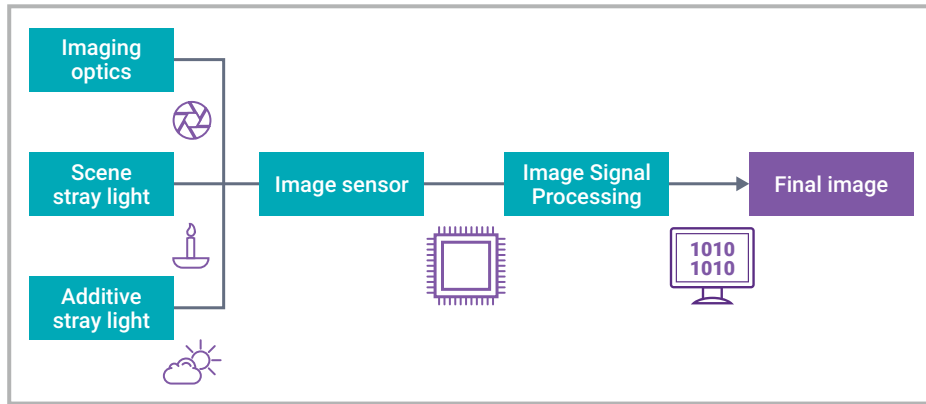 Imaging
optics
Scene
stray light
Additive
stray light
Image sensor
Image Signal
Processing
Final image
1010
1010